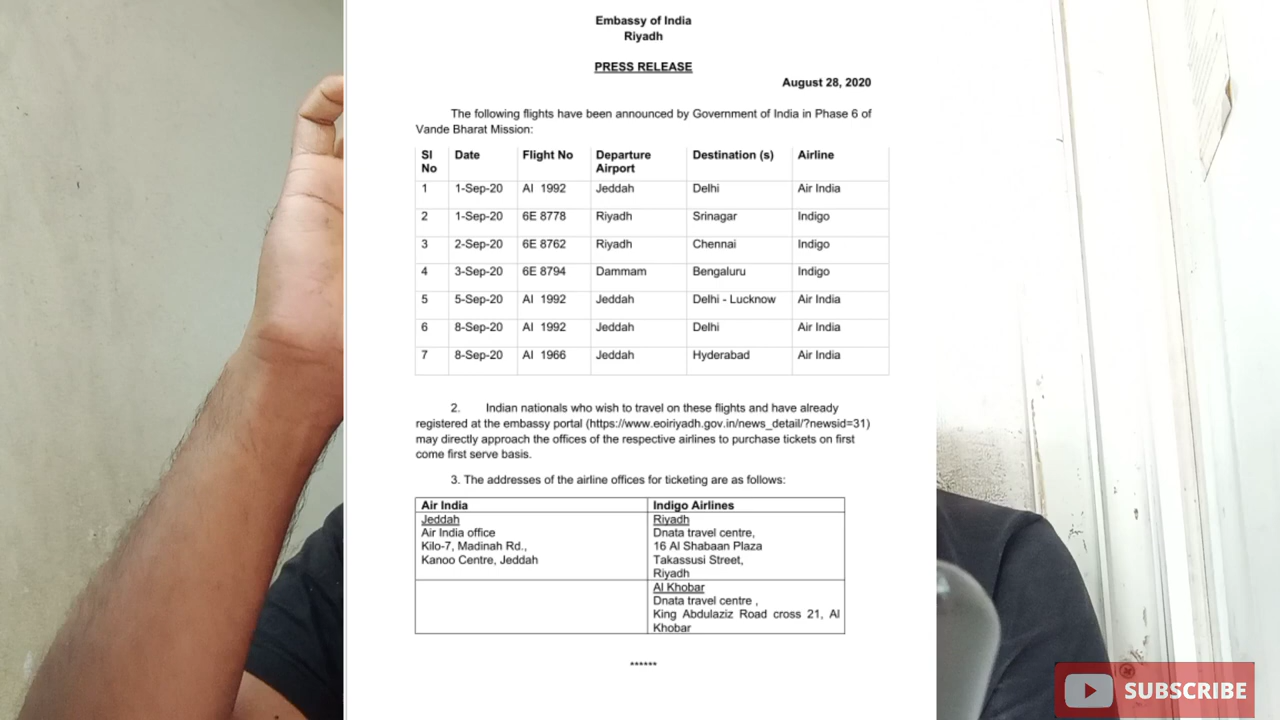 Embassy of India
Riyadh
PRESS RELEASE
August 28, 2020
The following flights have been announced by Government of India in Phase 6 of
Vande Bharat Mission:
Sl No Date Flight No Departure Airport Destination (s) Airline
1 1-Sep-20 AI 1992 Jeddah Delhi Air India
2 1-Sep-20 6E 8778 Riyadh Srinagar Indigo
3 2-Sep-20 6E 8762 Riyadh Chennai Indigo
4 3-Sep-20 6E 8794 Dammam Bengaluru Indigo
5 5-Sep-20 AI 1992 Jeddah Delhi - Lucknow Air India
6 8-Sep-20 AI 1992 Jeddah Delhi Air India
7 8-Sep-20 AI 1966 Jeddah Hyderabad Air India
2. Indian nationals who wish to travel on these flights and have already
registered at the embassy portal (https://www.eoiriyadh.gov.in/news_detail/?newsid=31)
may directly approach the offices of the respective airlines to purchase tickets on first
come first serve basis.
3. The addresses of the airline offices for ticketing are as follows:
Air India Indigo Airlines
Jeddah
Air India office
Kilo-7, Madinah Rd.,
Kanoo Centre, Jeddah
Riyadh
Dnata travel centre,
16 Al Shabaan Plaza
Takassusi Street,
Riyadh
Al Khobar
Dnata travel centre ,
King Abdulaziz Road cross 21, Al
Khobar
******
SUBSCRIBE